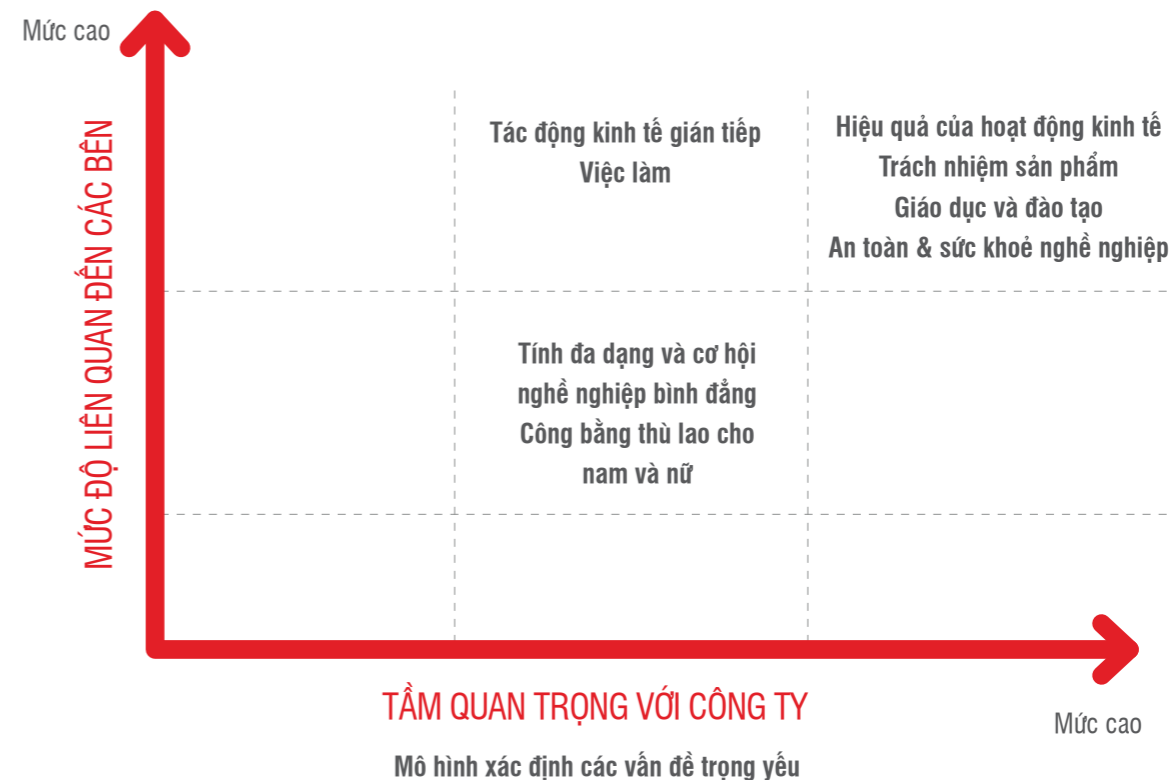 Mức cao
MỨC ĐỘ LIÊN QUAN ĐẾN CÁC BÊN
Tác động kinh tế gián tiếp
Việc làm
Hiệu quả của hoạt động kinh tế
Trách nhiệm sản phẩm
Giáo dục và đào tạo
An toàn & sức khoẻ nghề nghiệp
Tính đa dạng và cơ hội
nghề nghiệp bình đẳng
Công bằng thù lao cho
nam và nữ
TẦM QUAN TRỌNG VỚI CÔNG TY
Mức cao
Mô hình xác định các vấn đề trọng yếu